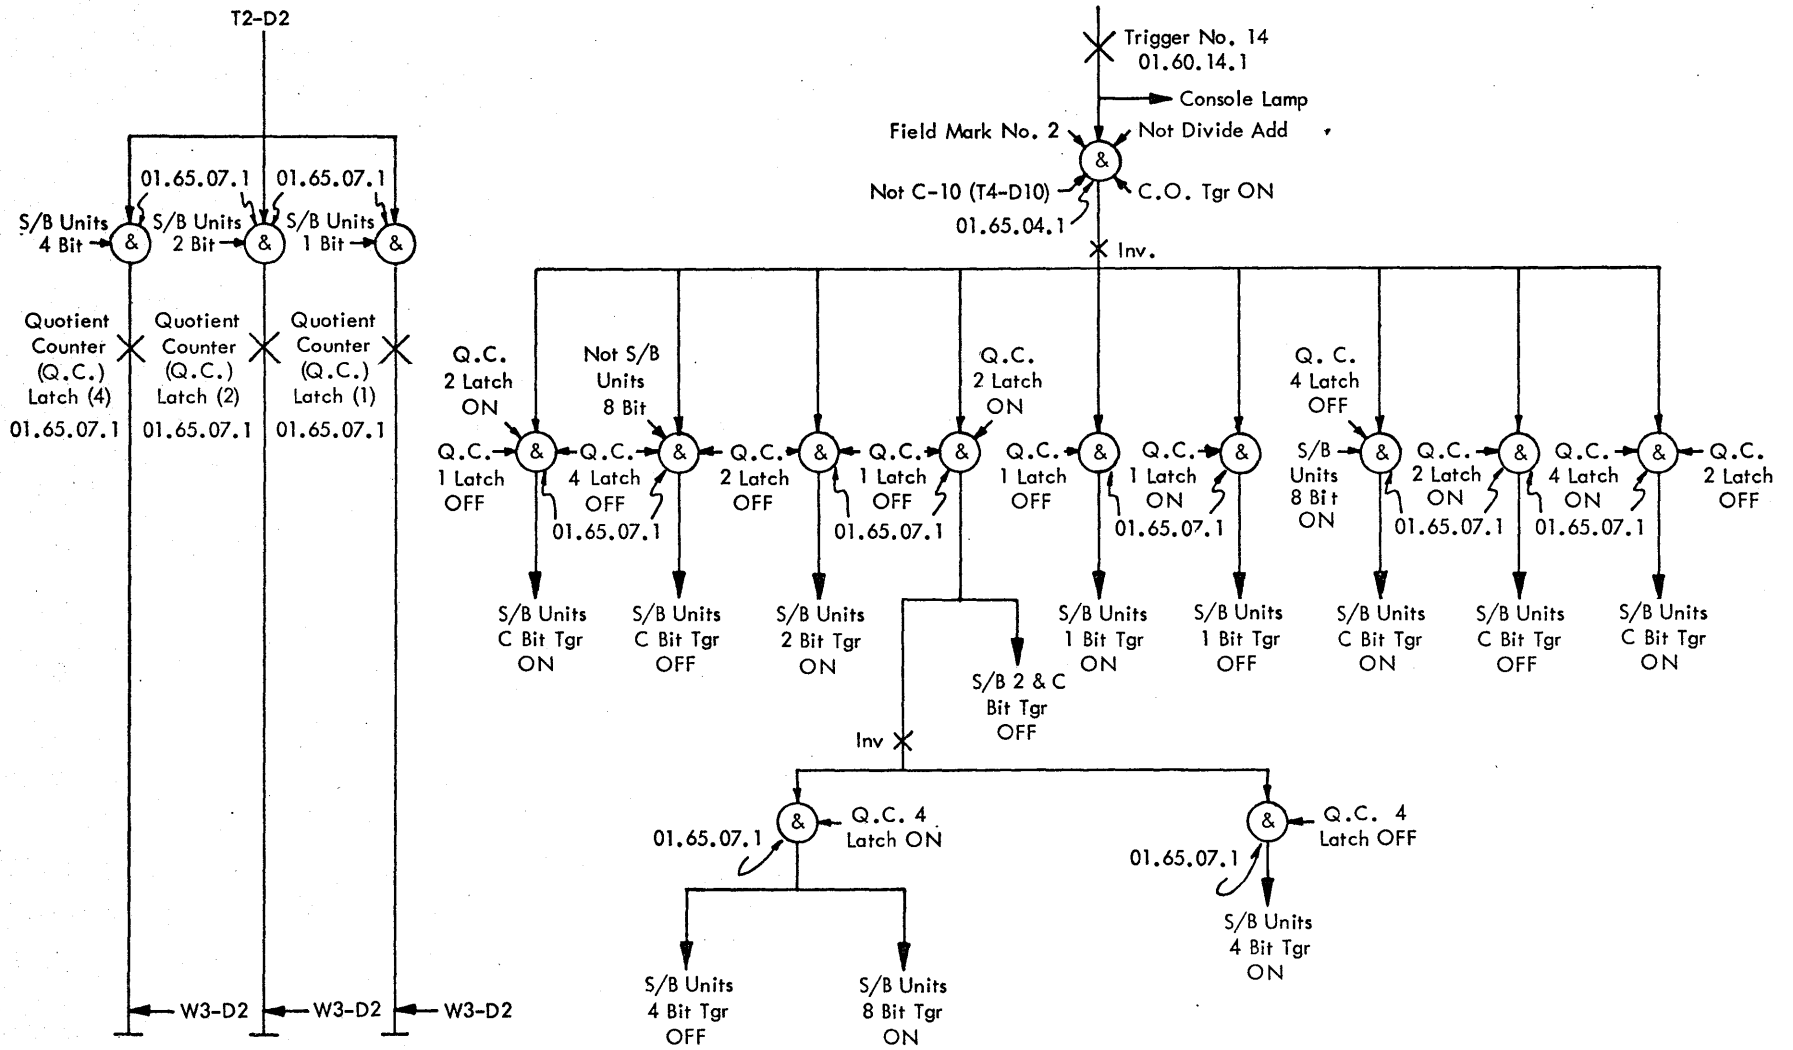 T2-D2
01.65.07.1
01.65.07.1
S/B Units
4 Bit
S/B Units
2 Bit
S/B Units
1 Bit
&
&
&
Quotient
Counter
(Q.C.)
Latch (4)
01.65.07.1
Quotient
Counter
(Q.C.)
Latch (2)
01.65.07.1
Quotient
Counter
(Q.C.)
Latch (1)
01.65.07.1
W3-D2
W3-D2
W3-D2
Trigger No. 14
01.60.14.1
Console Lamp
Field Mark No. 2
Not Divide Add
&
Not C-10 (T4-D10)
C.O. Tgr ON
01.65.04.1
Inv.
Q.C.
2 Latch
ON
Not S/B
Units
8 Bit
Q.C.
2 Latch
ON
Q. C.
4 Latch
OFF
Q.C.
1 Latch
OFF
&
Q.C.
4 Latch
OFF
&
Q.C.
2 Latch
OFF
&
Q.C.
1 Latch
OFF
&
Q.C.
1 Latch
OFF
&
Q.C.
1 Latch
ON
&
S/B
Units
8 Bit
ON
&
Q.C.
2 Latch
ON
&
Q.C.
4 Latch
ON
&
Q.C.
2 Latch
OFF
01.65.07.1
01.65.07.1
01.65.07.1
01.65.07.1
01.65.07.1
S/B Units
C Bit Tgr
ON
S/B Units
C Bit Tgr
OFF
S/B Units
2 Bit Tgr
ON
S/B 2 & C
Bit Tgr
OFF
S/B Units
1 Bit Tgr
ON
S/B Units
1 Bit Tgr
OFF
S/B Units
C Bit Tgr
ON
S/B Units
C Bit Tgr
OFF
S/B Units
C Bit Tgr
ON
Inv
&
Q.C. 4
Latch ON
01.65.07.1
&
Q.C. 4
Latch OFF
01.65.07.1
S/B Units
4 Bit Tgr
ON
S/B Units
4 Bit Tgr
OFF
S/B Units
8 Bit Tgr
ON